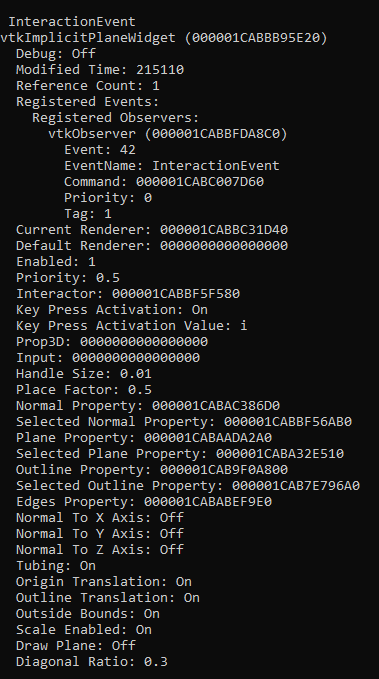 InteractionEvent
vtkImplicitPlaneWidget (000001CABBB95E20)
Debug: Off
Modified Time: 215110
Reference Count: 1
Registered Events:
Registered Observers:
vtkObserver (000001CABBFDA8C0)
Event: 42
EventName: InteractionEvent
Command: 000001CABC007D60
Priority: 0
Tag: 1
Current Renderer: 000001CABBC31D40
Default Renderer: 0000000000000000
Enabled: 1
Priority: 0.5
Interactor: 000001CABBF5F580
Key Press Activation: On
Key Press Activation Value: i
Prop3D: 0000000000000000
Input: 0000000000000000
Handle Size: 0.01
Place Factor: 0.5
Normal Property: 000001CABAC386D0
Selected Normal Property: 000001CABBF56AB0
Plane Property: 000001CABAADA2A0
Selected Plane Property: 000001CABA32E510
Outline Property: 000001CAB9F0A800
Selected Outline Property: 000001CAB7E796A0
Edges Property: 000001CABABEF9E0
Normal To X Axis: Off
Normal To Y Axis: Off
Normal To Z Axis: Off
Tubing: On
Origin Translation: On
Outline Translation: On
Outside Bounds: On
Scale Enabled: On
Draw Plane: Off
Diagonal Ratio: 0.3